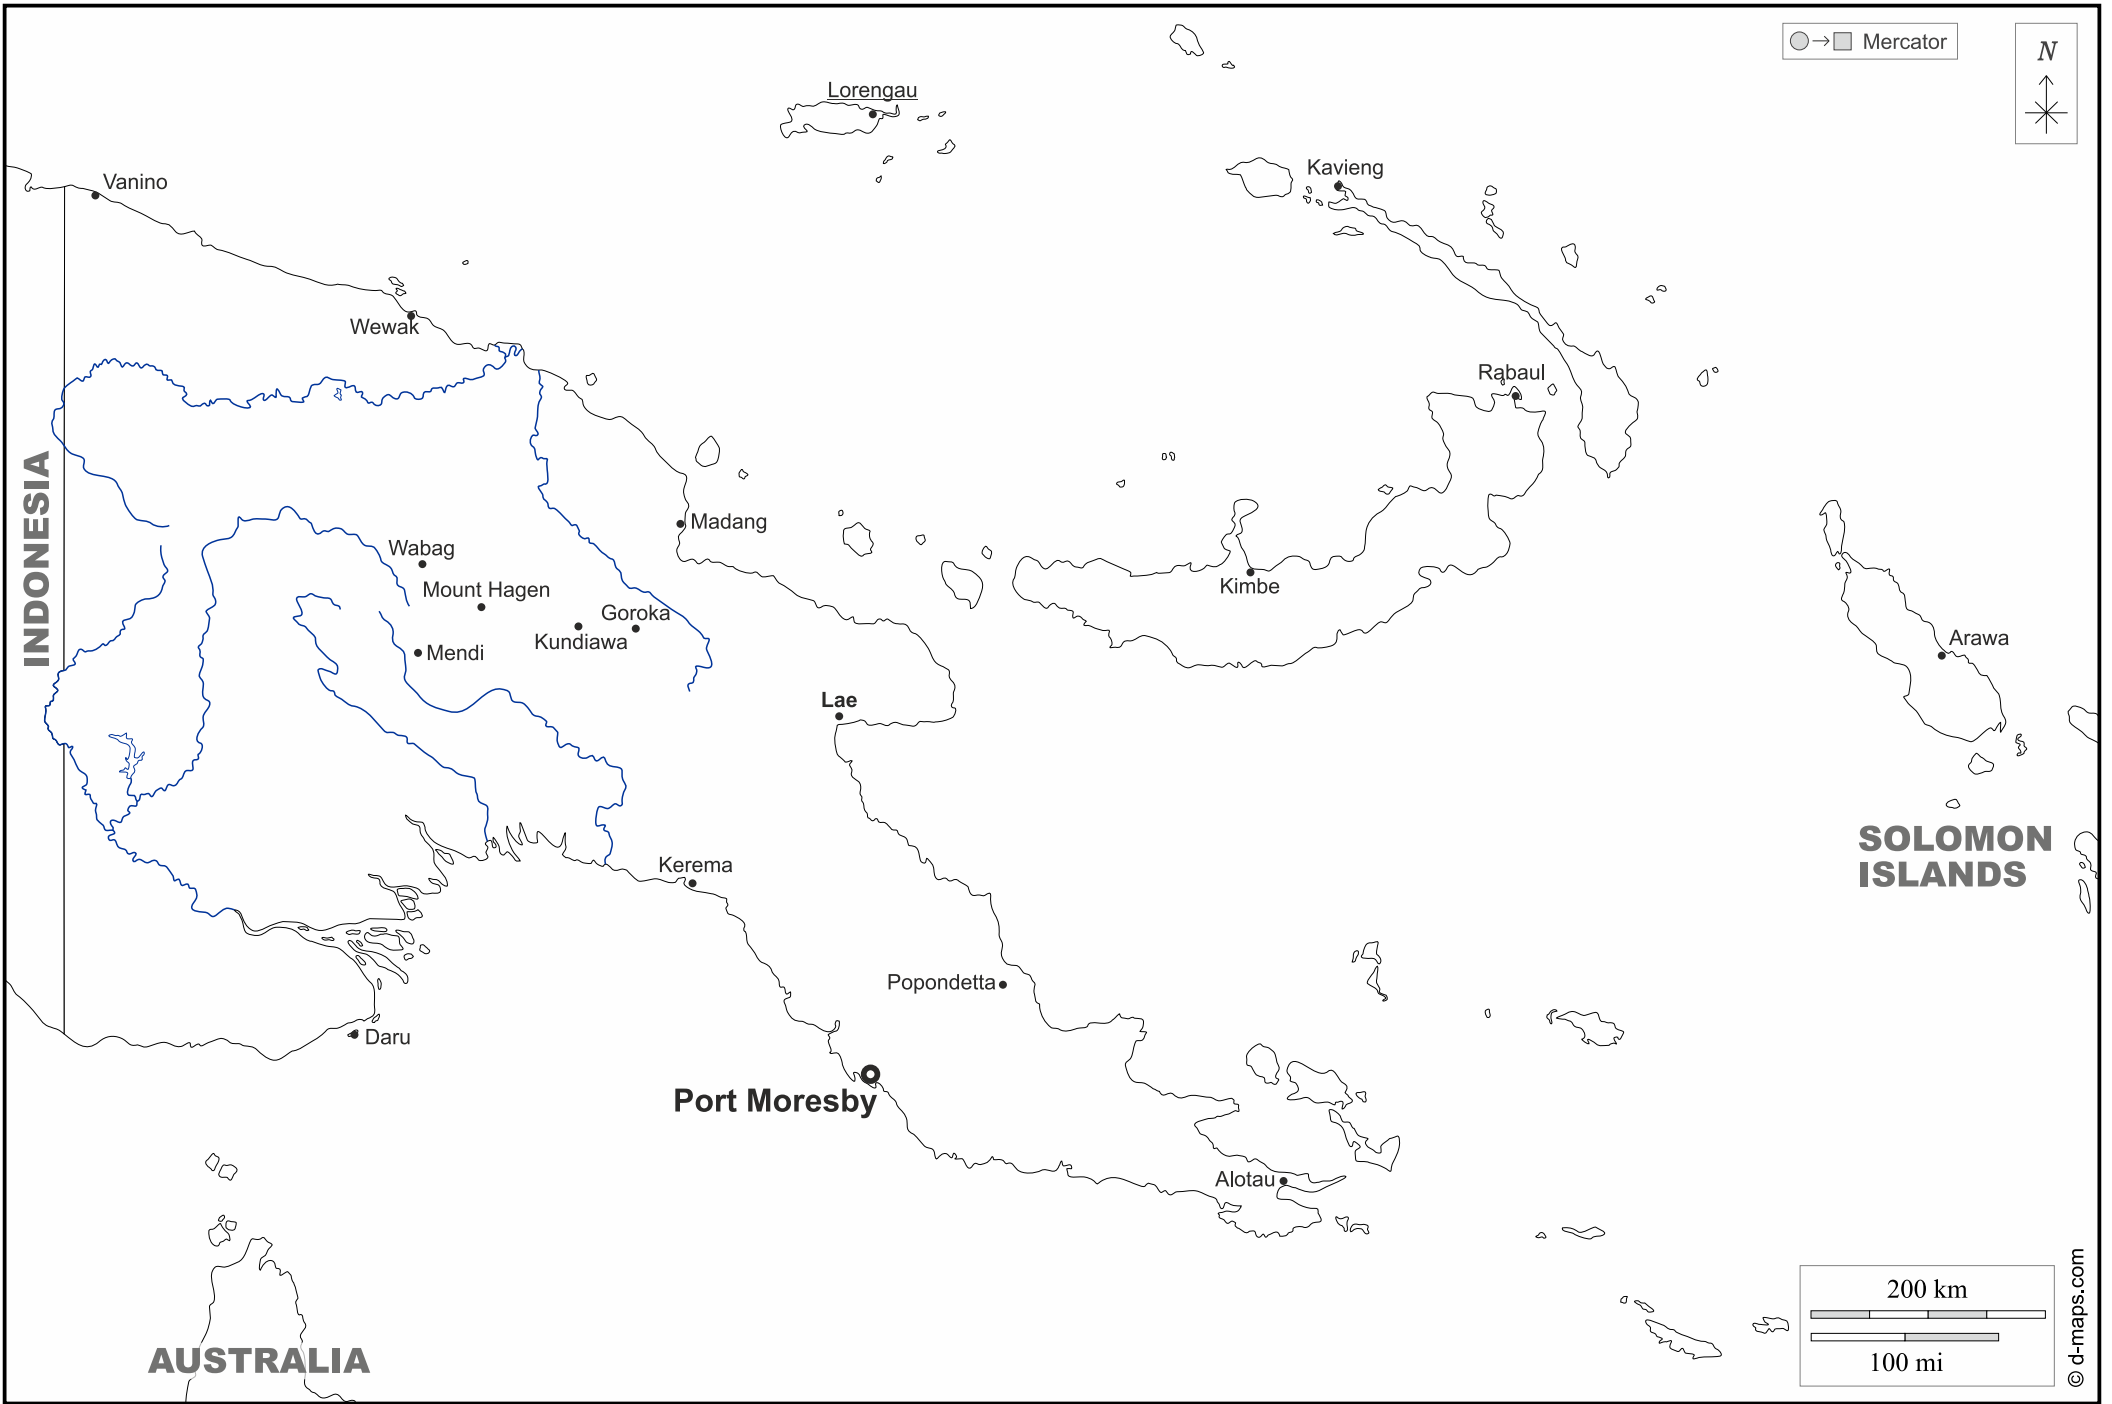 Mercator
N
Lorengau
Kavieng
Vanino
Wewak
Rabaul
INDONESIA
Madang
Wabag
Mount Hagen
Kimbe
Goroka
Kundiawa
Mendi
Arawa
Lae
SOLOMON
ISLANDS
Kerema
Popondetta
Daru
Port Moresby
Alotau
AUSTRALIA
200 km
100 mi
© d-maps.com